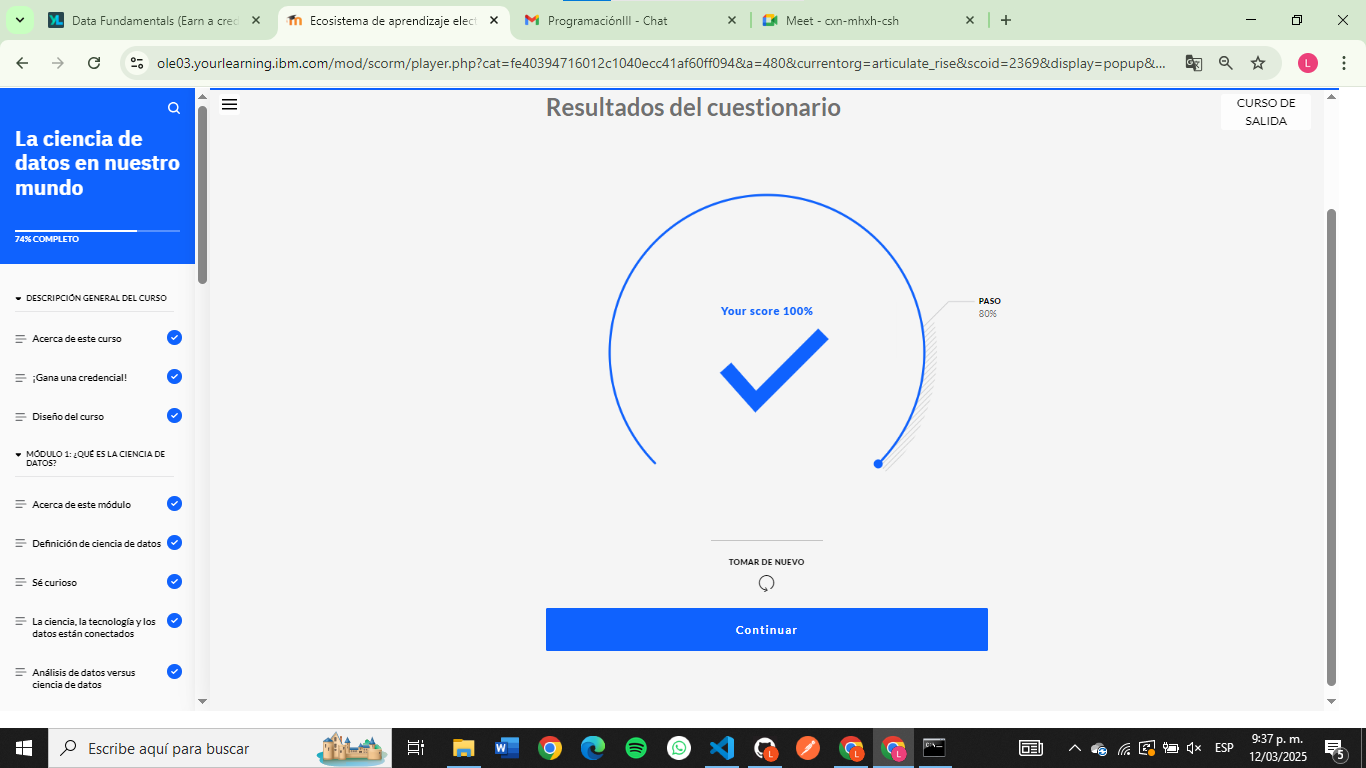 Data Fundamentals (Earn a cred
Ecosistema de aprendizaje elect
ProgramaciónIII - Chat
Meet - cxn-mhxh-csh
ole03.yourlearning.ibm.com/mod/scorm/player.php?cat=fe40394716012c1040ecc41af60ff094&a=480&currentorg=articulate_rise&scoid=2369&display=popup&...
L
La ciencia de
datos en nuestro
mundo
74% COMPLETO
DESCRIPCIÓN GENERAL DEL CURSO
Acerca de este curso
¡Gana una credencial!
Diseño del curso
MÓDULO 1: ¿QUÉ ES LA CIENCIA DE
DATOS?
Acerca de este módulo
Definición de ciencia de datos
Sé curioso
La ciencia, la tecnología y los
datos están conectados
Análisis de datos versus
ciencia de datos
Resultados del cuestionario
CURSO DE
SALIDA
Your score 100%
PASO
80%
TOMAR DE NUEVO
Continuar
Escribe aquí para buscar
ESP
9:37 p. m.
12/03/2025
5